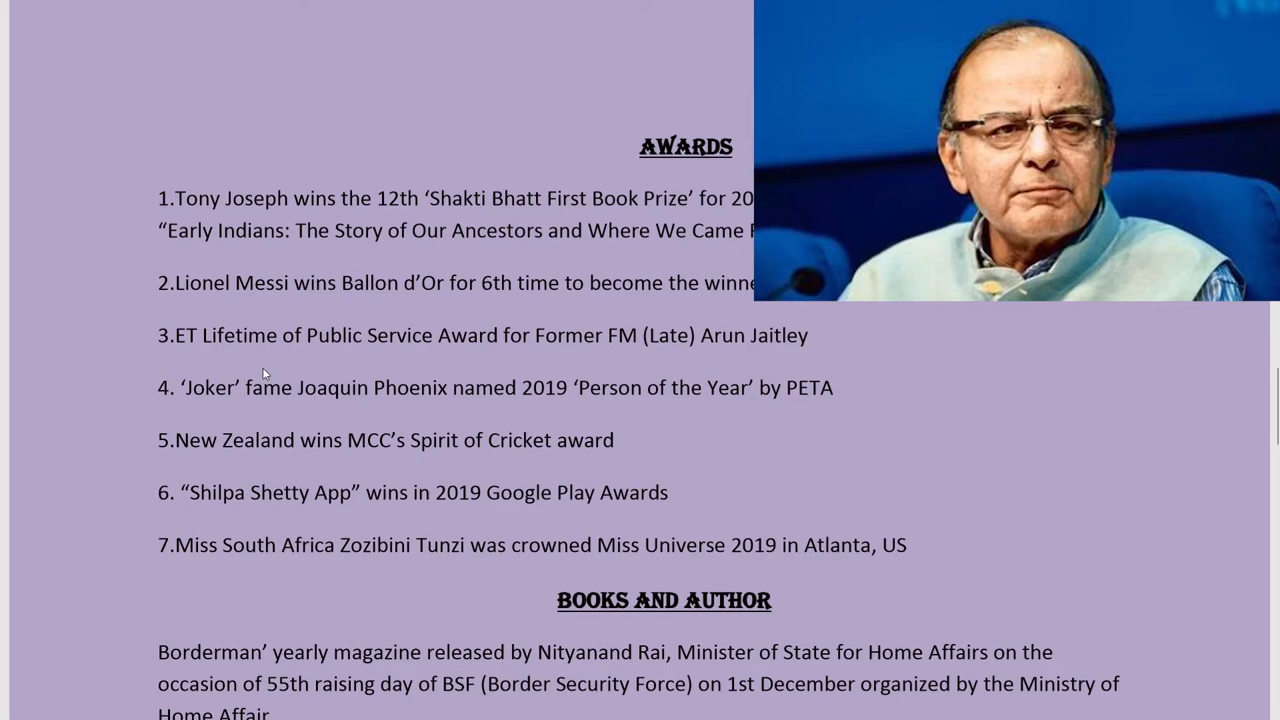 AWARDS
1.Tony Joseph wins the 12th ‘Shakti Bhatt First Book Prize’ for 20
“Early Indians: The Story of Our Ancestors and Where We Came
2.Lionel Messi wins Ballon d’Or for 6th time to become the winne
3.ET Lifetime of Public Service Award for Former FM (Late) Arun Jaitley
4. ‘Joker’ fame Joaquin Phoenix named 2019 ‘Person of the Year’ by PETA
5.New Zealand wins MCC’s Spirit of Cricket award
6. “Shilpa Shetty App” wins in 2019 Google Play Awards
7.Miss South Africa Zozibini Tunzi was crowned Miss Universe 2019 in Atlanta, US
BOOKS AND AUTHOR
Borderman’ yearly magazine released by Nityanand Rai, Minister of State for Home Affairs on the
occasion of 55th raising day of BSF (Border Security Force) on 1st December organized by the Ministry of
Home Affair